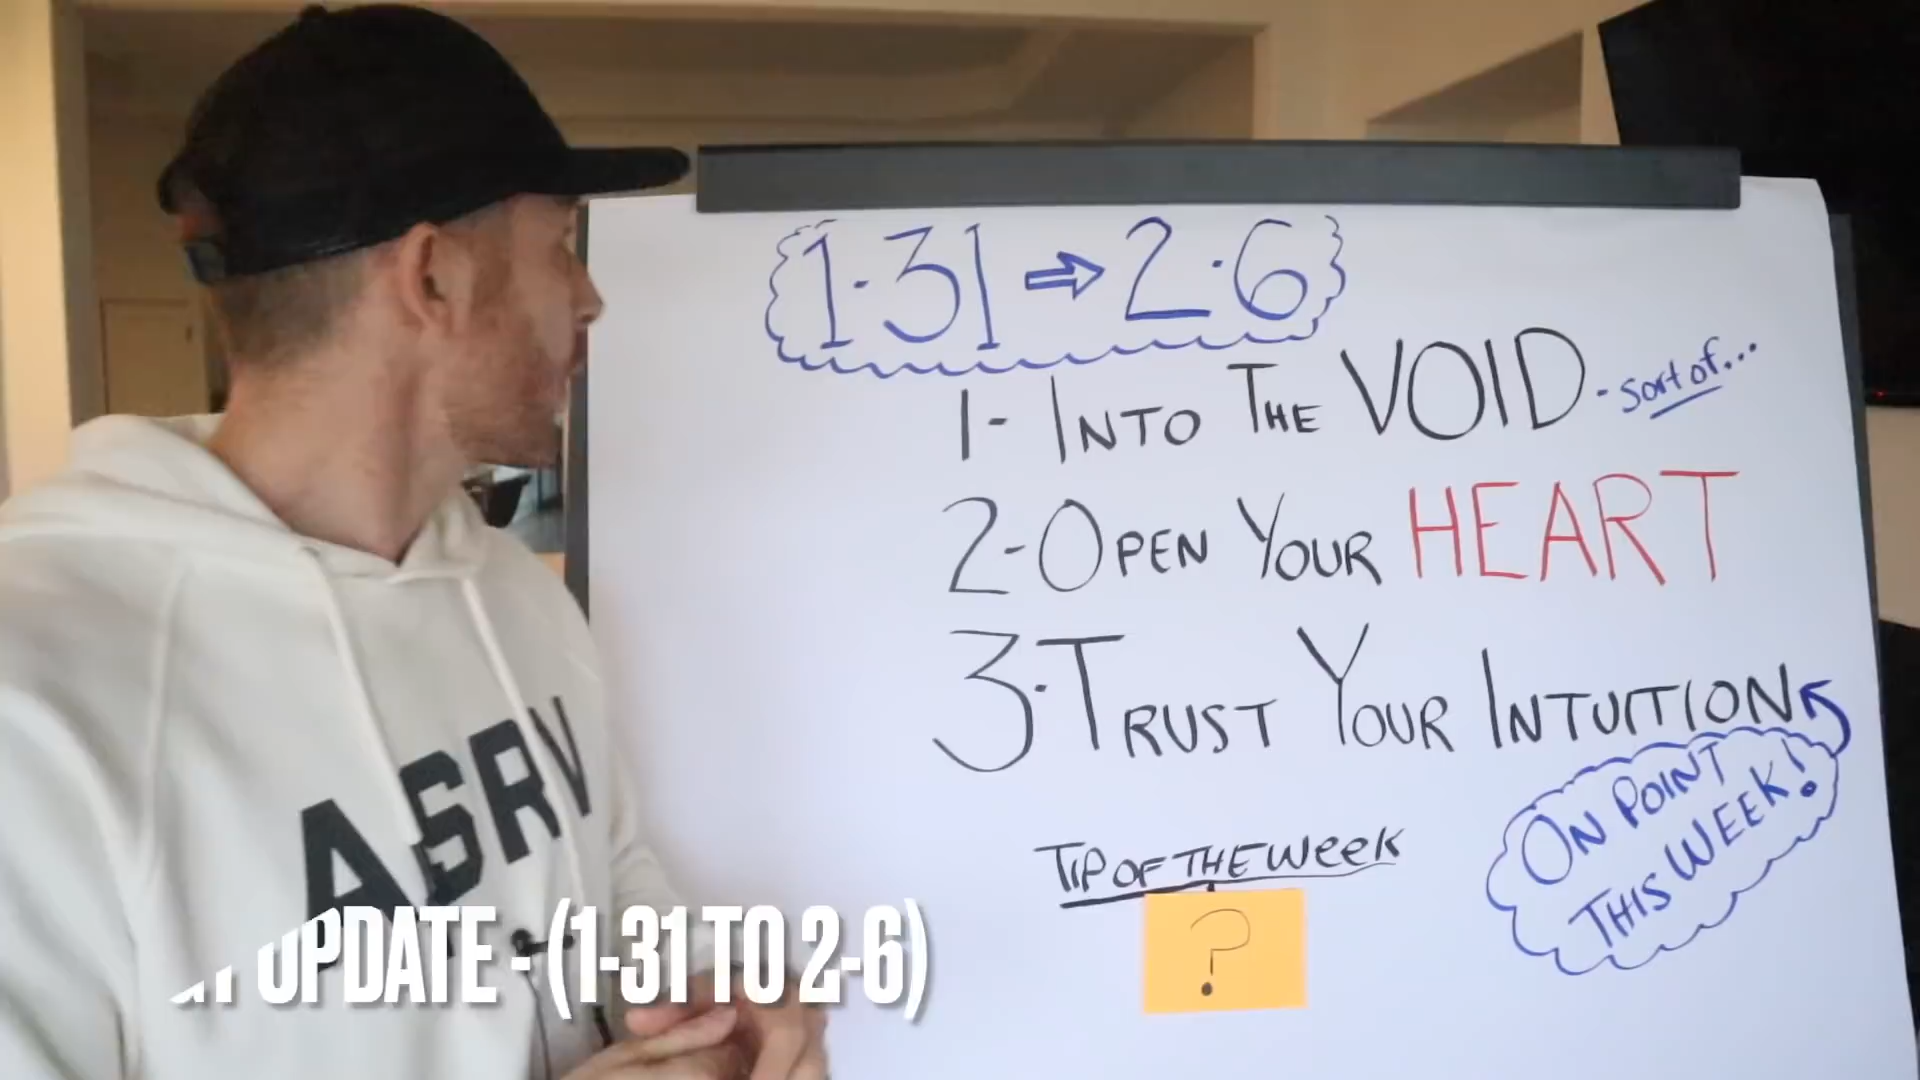 1·31 ⇒ 2·6
1- INTO THE VOID - sort of...
2- OPEN YOUR HEART
3· TRUST YOUR INTUITION
ON POINT
THIS WEEK!
TIP OF THE WEEK
?
ASRV
UPDATE - (1-31 TO 2-6)